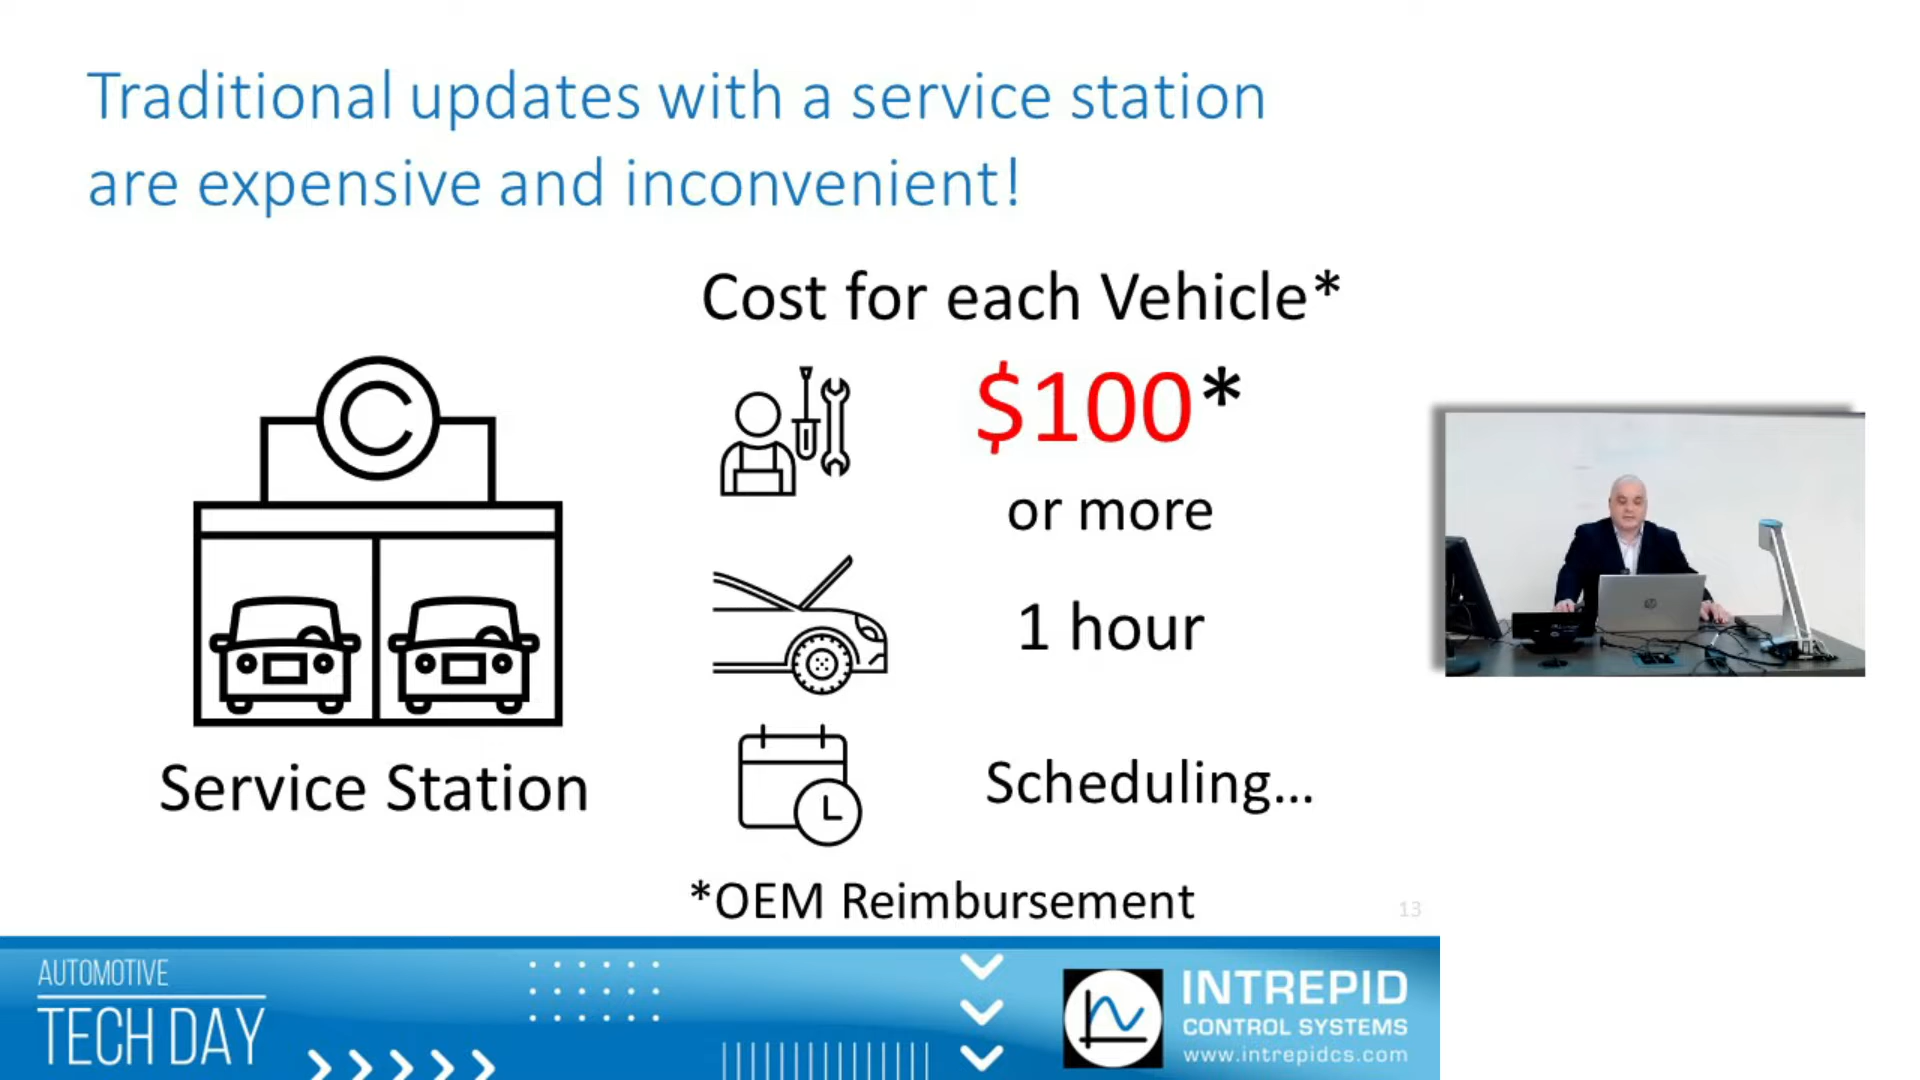 Traditional updates with a service station
are expensive and inconvenient!
Cost for each Vehicle*
$100*
or more
1 hour
Scheduling...
Service Station
*OEM Reimbursement
13
AUTOMOTIVE
TECH DAY
INTREPID
CONTROL SYSTEMS
www.intrepidcs.com